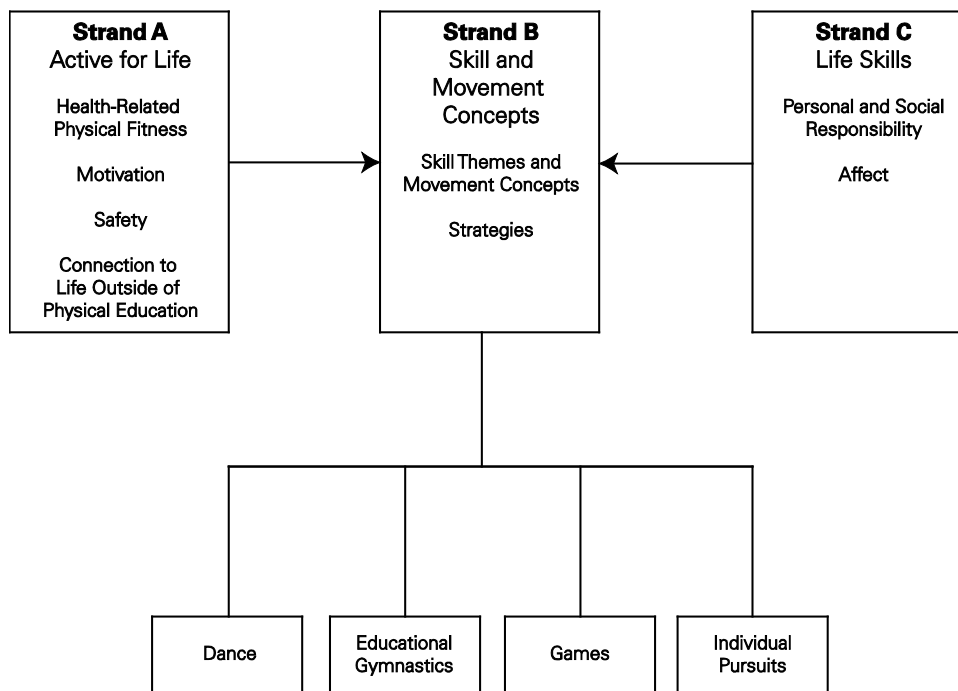 Strand A
Active for Life
Health-Related
Physical Fitness
Motivation
Safety
Connection to
Life Outside of
Physical Education
Strand B
Skill and
Movement
Concepts
Skill Themes and
Movement Concepts
Strategies
Strand C
Life Skills
Personal and Social
Responsibility
Affect
Dance
Educational
Gymnastics
Games
Individual
Pursuits